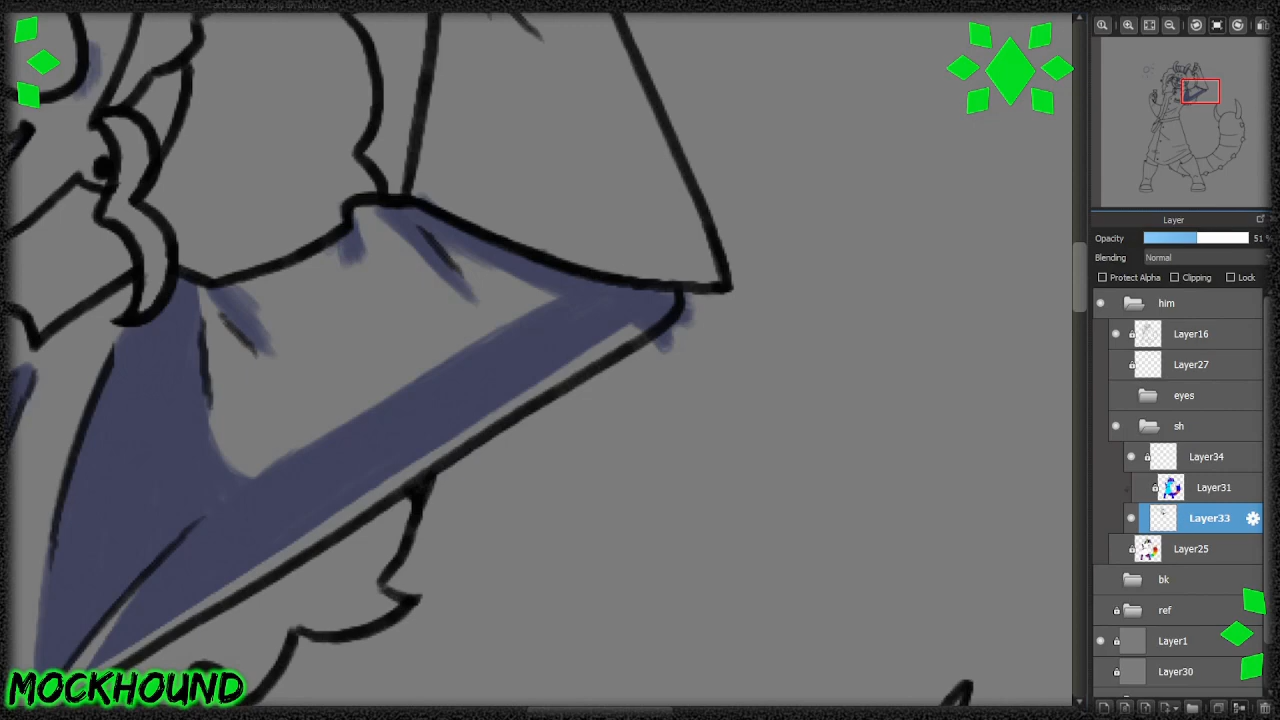 Layer
Opacity 51 %
Blending Normal
Protect Alpha Clipping Lock
him
Layer16
Layer27
eyes
sh
Layer34
Layer31
Layer33
Layer25
bk
ref
Layer1
Layer30
MOCKHOUND